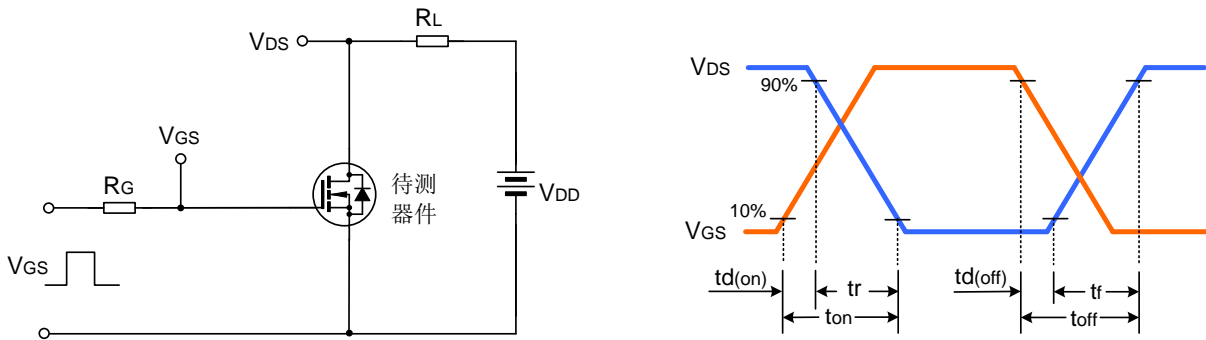 RL
VDS
VGS
RG
待测
器件
VDD
VGS
VDS
90%
10%
VGS
td(on)
tr
td(off)
tf
ton
toff